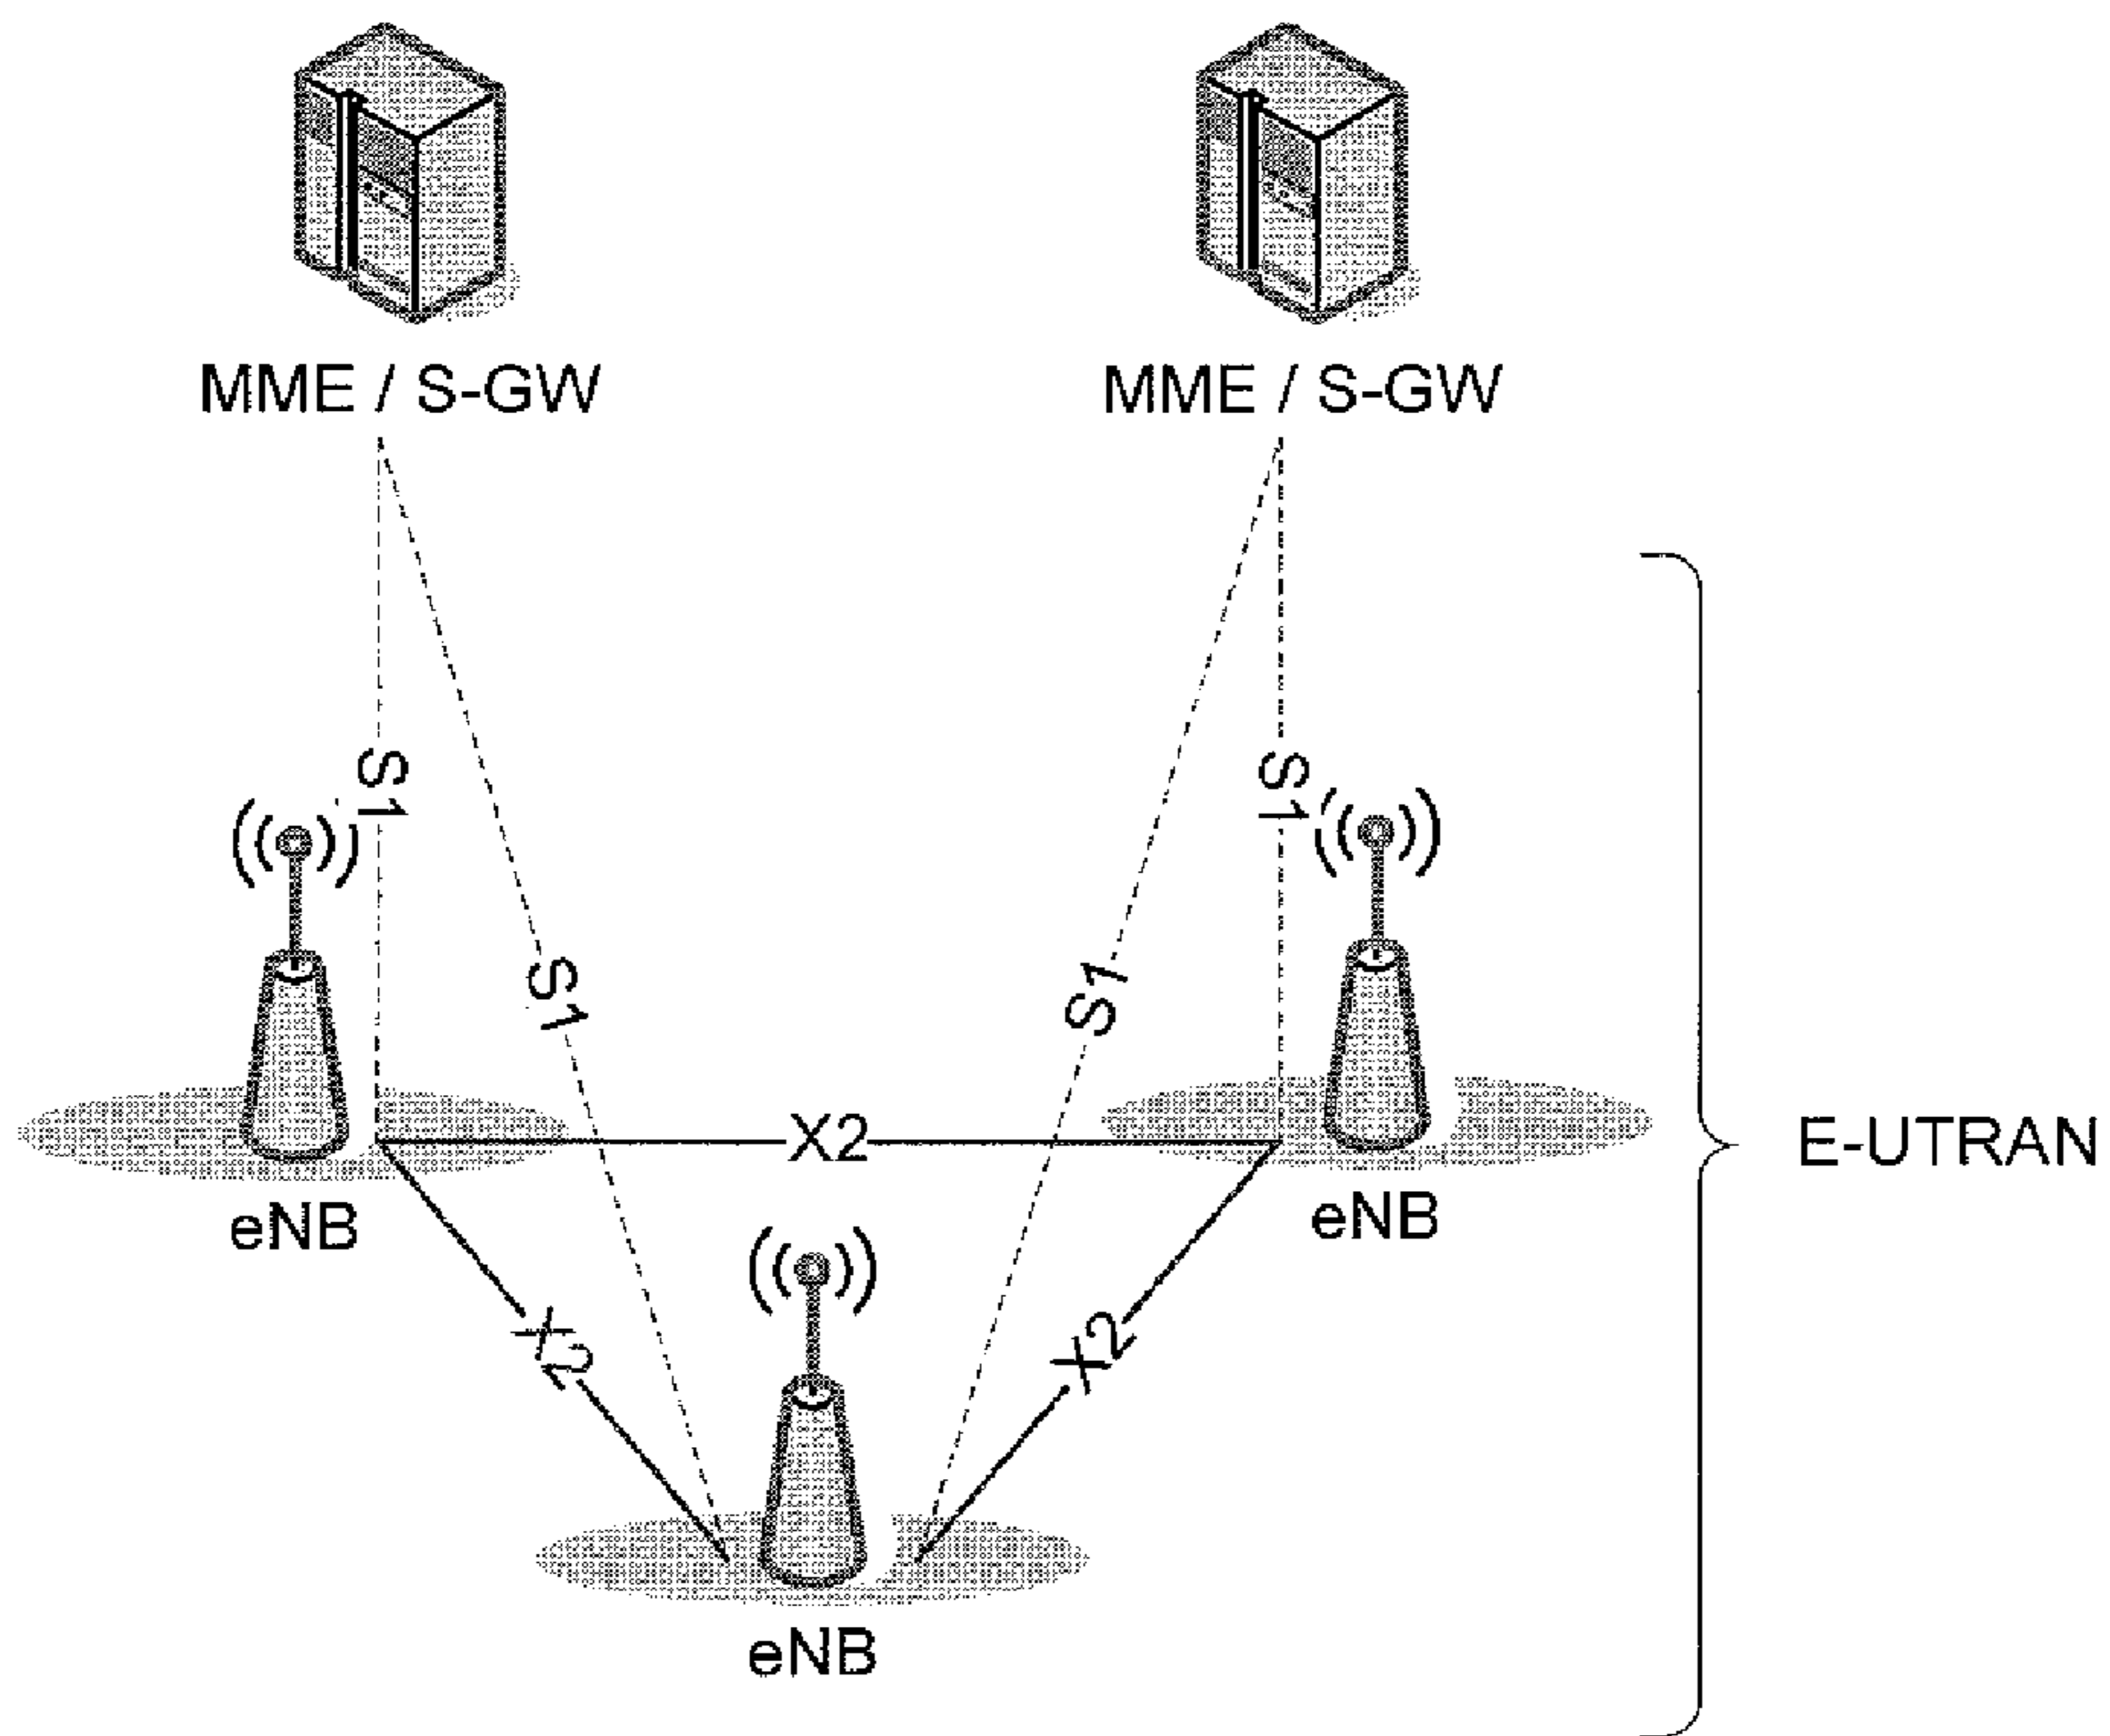 MME / S-GW
MME / S-GW
S1
S1
S1
S1
X2
E-UTRAN
eNB
eNB
X2
X2
eNB